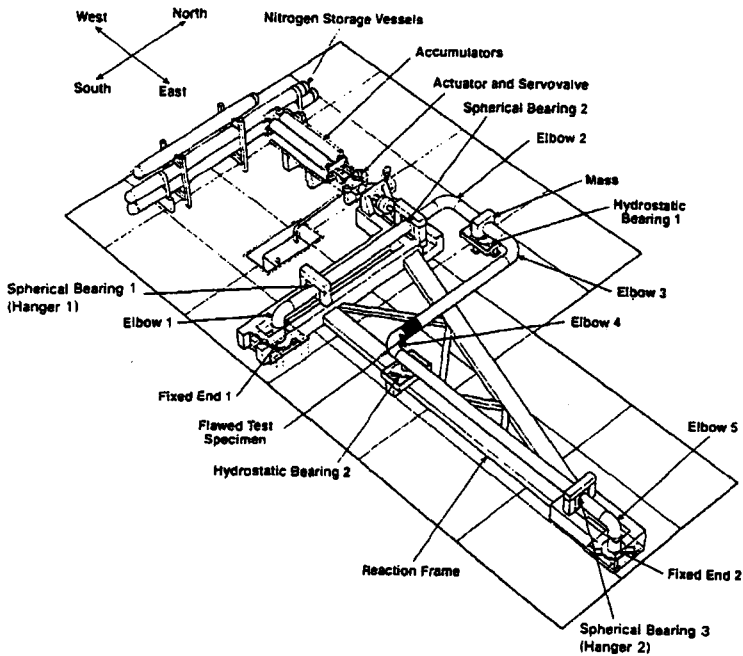 West
North
South
East
Nitrogen Storage Vessels
Accumulators
Actuator and Servovalve
Spherical Bearing 2
Elbow 2
Mass
Hydrostatic
Bearing 1
Spherical Bearing 1
(Hanger 1)
Elbow 3
Elbow 1
Elbow 4
Fixed End 1
Flawed Test
Specimen
Elbow 5
Hydrostatic Bearing 2
Reaction Frame
Fixed End 2
Spherical Bearing 3
(Hanger 2)